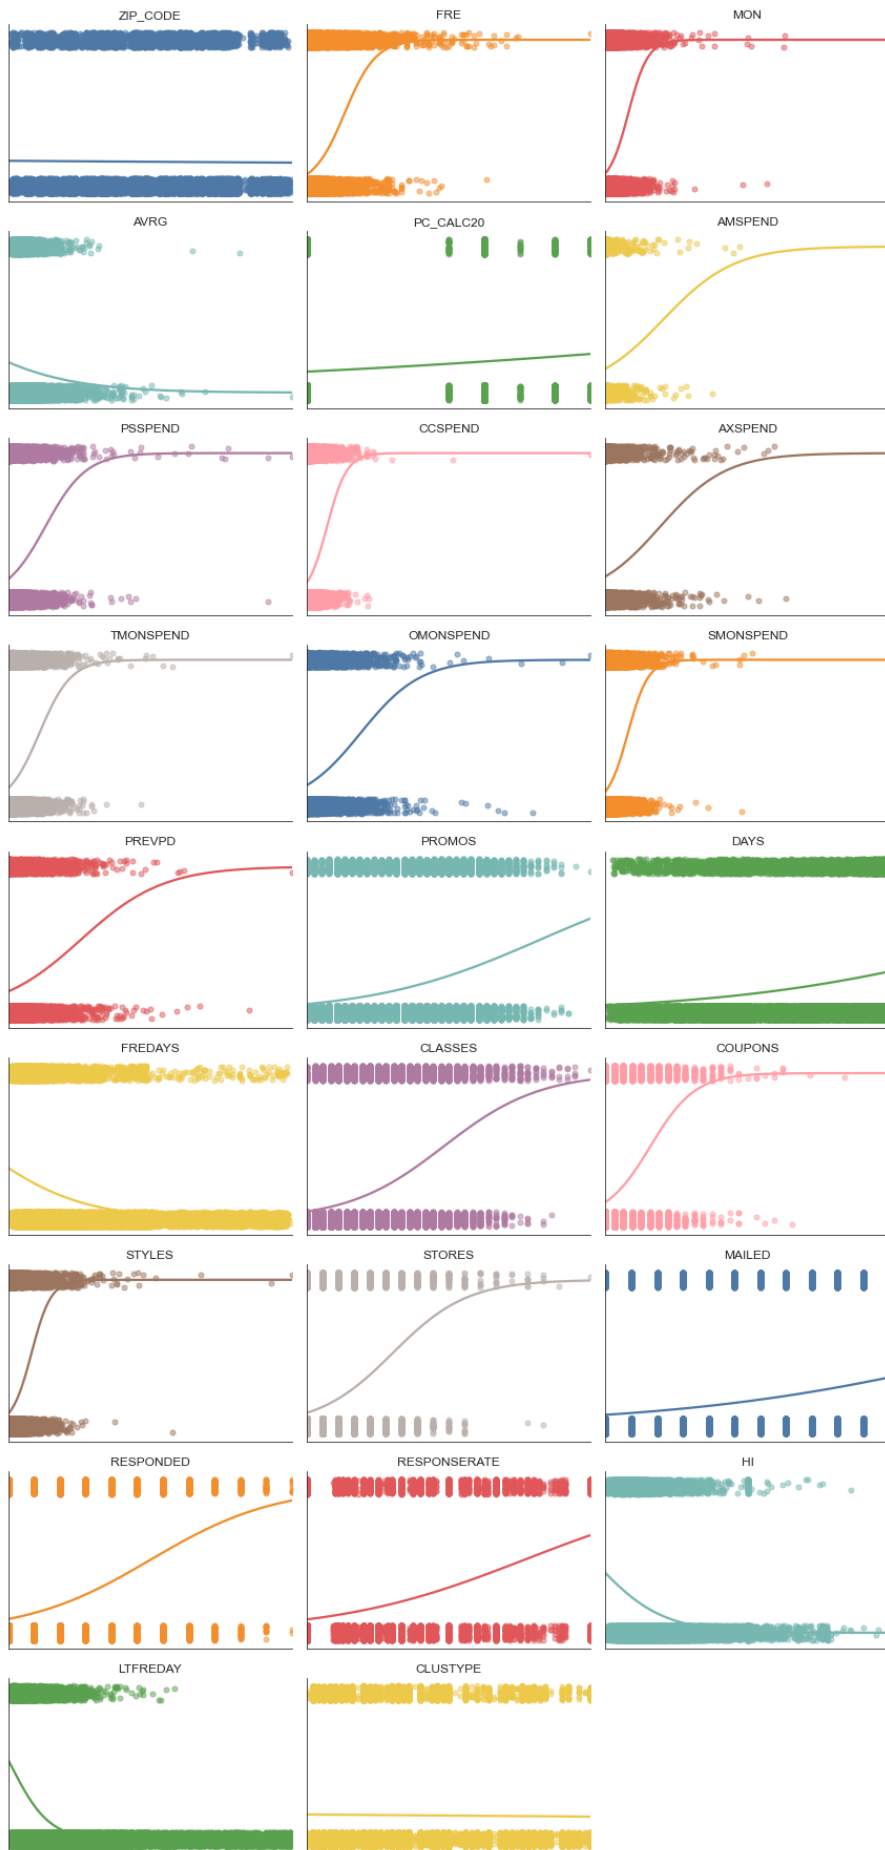 ZIP_CODE
FRE
MON
AVRG
PC_CALC20
AMSPEND
PSSPEND
CCSPEND
AXSPEND
TMONSPEND
OMONSPEND
SMONSPEND
PREVPD
PROMOS
DAYS
FREDAYS
CLASSES
COUPONS
STYLES
STORES
MAILED
RESPONDED
RESPONSERATE
HI
LTFREDAY
CLUSTYPE